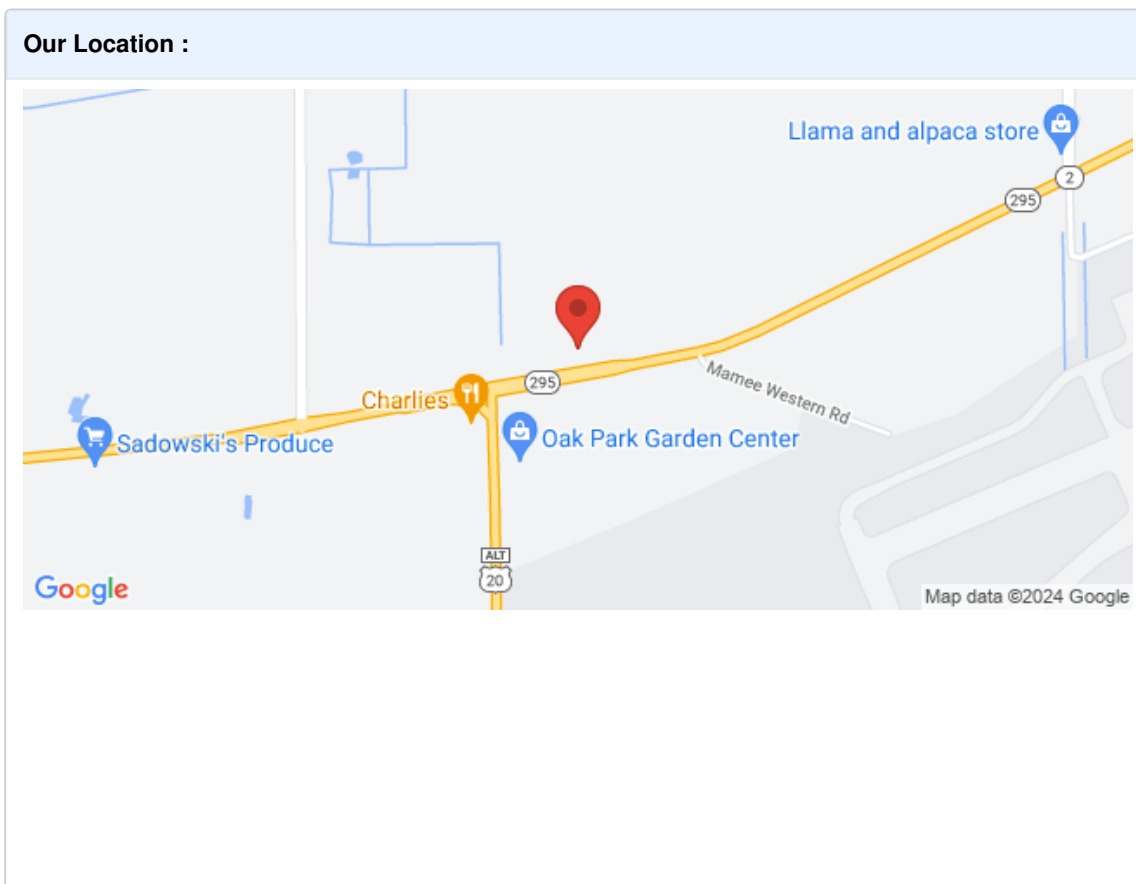 Our Location :
Llama and alpaca store
2
295
295
Mamee Western Rd
Charlies
Sadowski's Produce
Oak Park Garden Center
ALT
20
Google
Map data ©2024 Google